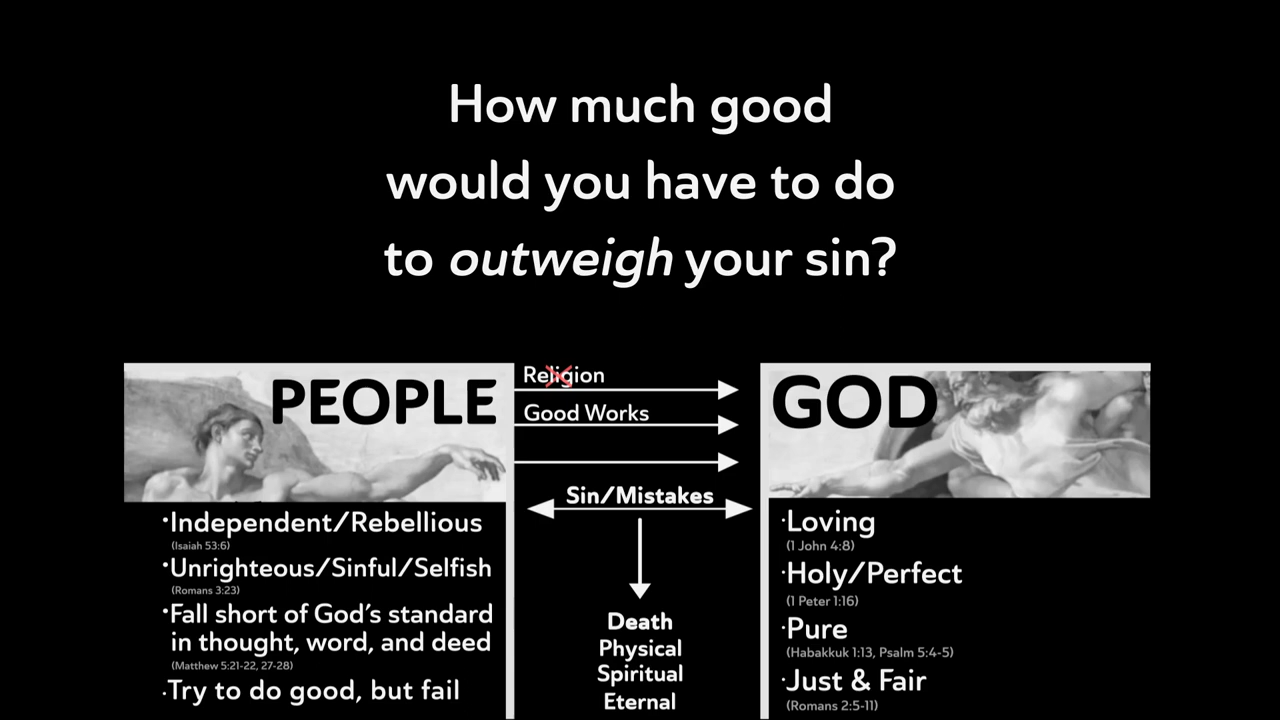 How much good
would you have to do
to outweigh your sin?
PEOPLE
·Independent/Rebellious
(Isaiah 53:6)
·Unrighteous/Sinful/Selfish
(Romans 3:23)
·Fall short of God's standard
in thought, word, and deed
(Matthew 5:21-22, 27-28)
·Try to do good, but fail
Religion
Good Works
Sin/Mistakes
Death
Physical
Spiritual
Eternal
GOD
·Loving
(1 John 4:8)
·Holy/Perfect
(1 Peter 1:16)
·Pure
(Habakkuk 1:13, Psalm 5:4-5)
·Just & Fair
(Romans 2:5-11)